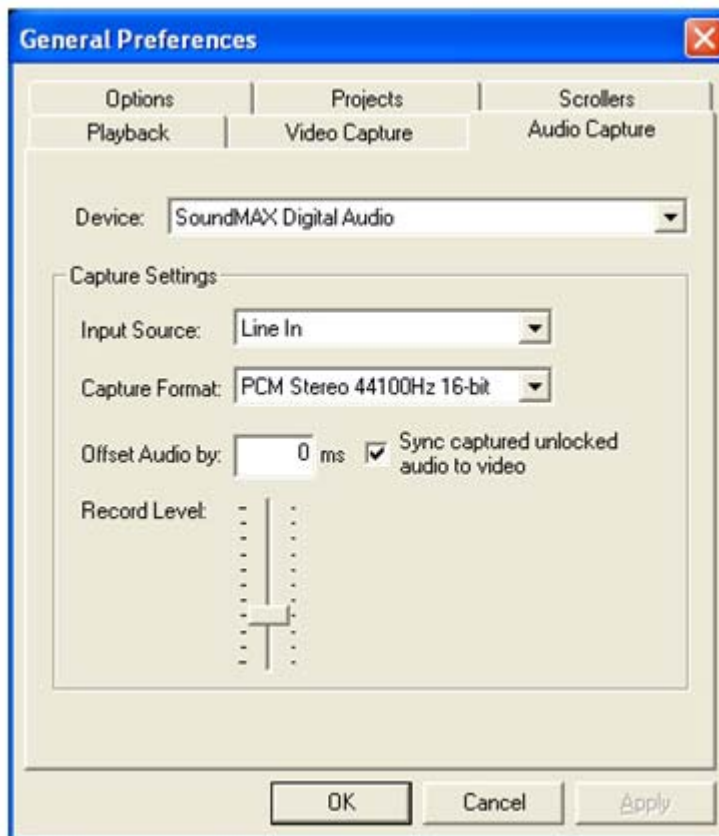 General Preferences
Options Projects Scrollers
Playback Video Capture Audio Capture
Device: SoundMAX Digital Audio
Capture Settings
Input Source: Line In
Capture Format: PCM Stereo 44100Hz 16-bit
Offset Audio by: 0 ms Sync captured unlocked
audio to video
Record Level:
OK Cancel Apply